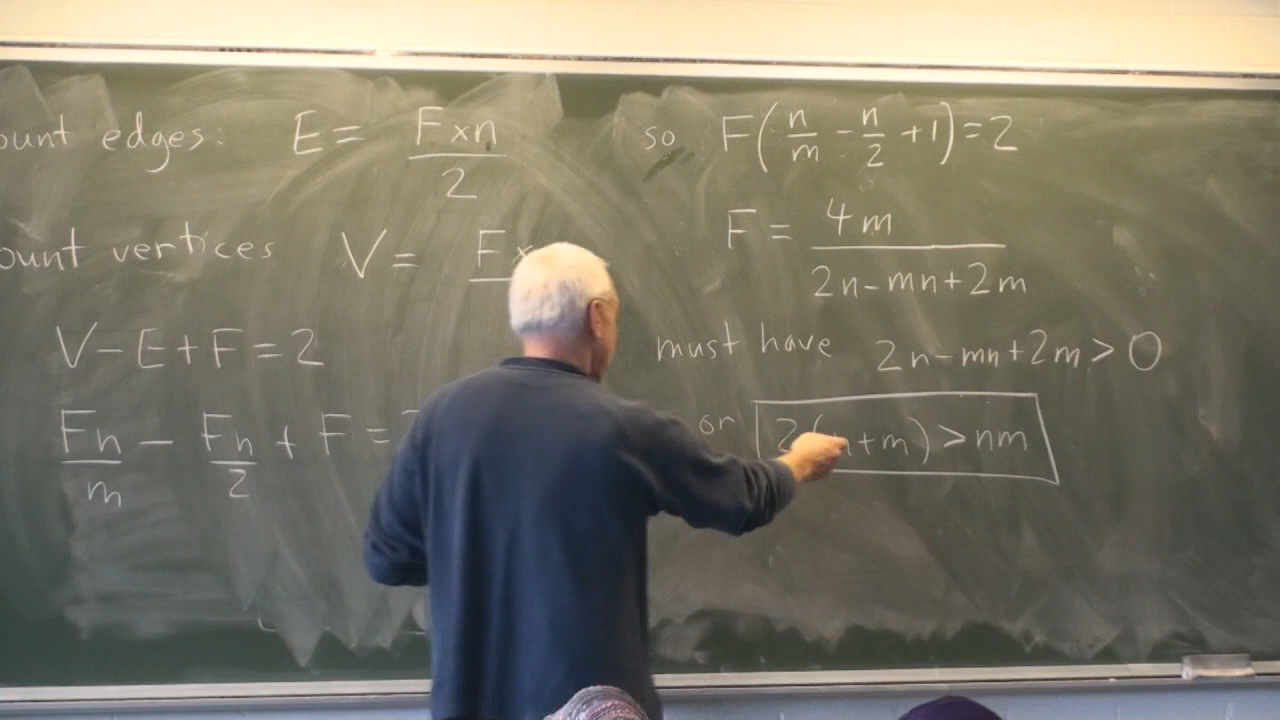 ount edges: E = F×n/2
ount vertices V = F×
V - E + F = 2
Fn/m - Fn/2 + F =
so F(n/m - n/2 + 1) = 2
F = 4m/(2n - mn + 2m)
must have 2n - mn + 2m > 0
or 2( +m) > nm